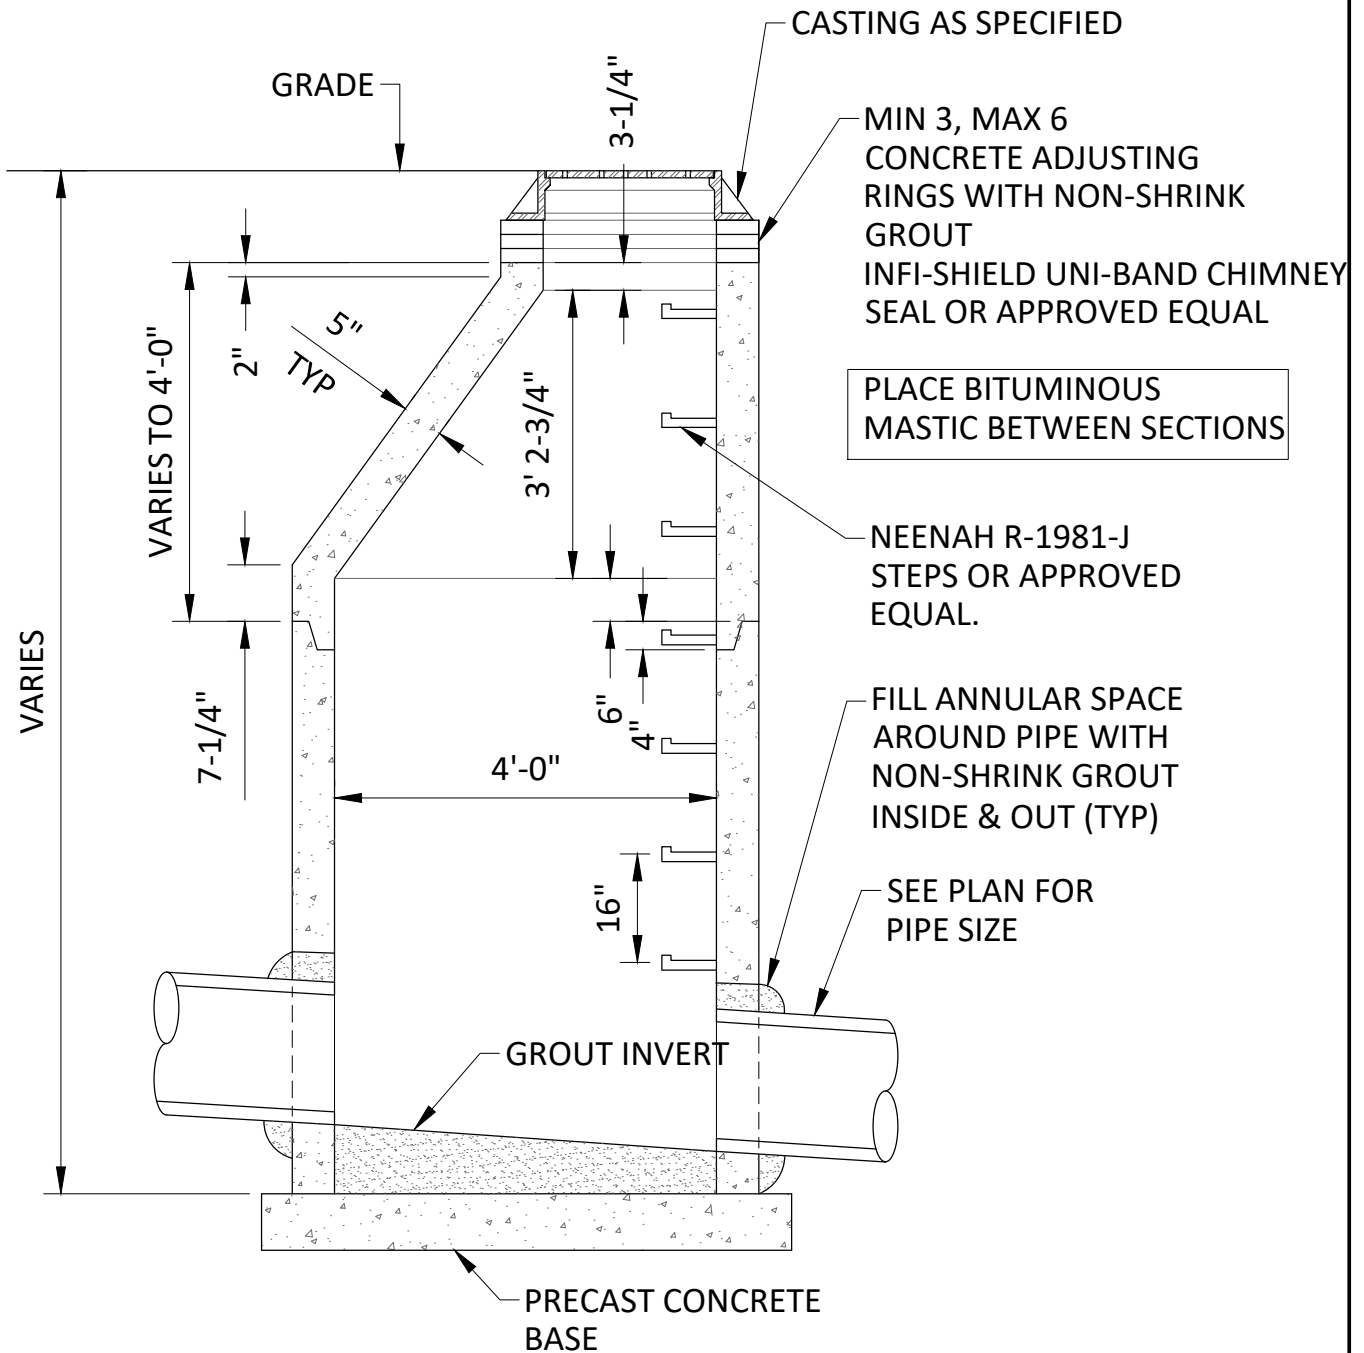 CASTING AS SPECIFIED
GRADE
3-1/4"
MIN 3, MAX 6
CONCRETE ADJUSTING
RINGS WITH NON-SHRINK
GROUT
INFI-SHIELD UNI-BAND CHIMNEY
SEAL OR APPROVED EQUAL
5"
TYP
2"
VARIES TO 4'-0"
3' 2-3/4"
PLACE BITUMINOUS
MASTIC BETWEEN SECTIONS
NEENAH R-1981-J
STEPS OR APPROVED
EQUAL.
VARIES
7-1/4"
6"
4"
FILL ANNULAR SPACE
AROUND PIPE WITH
NON-SHRINK GROUT
INSIDE & OUT (TYP)
4'-0"
16"
SEE PLAN FOR
PIPE SIZE
GROUT INVERT
PRECAST CONCRETE
BASE